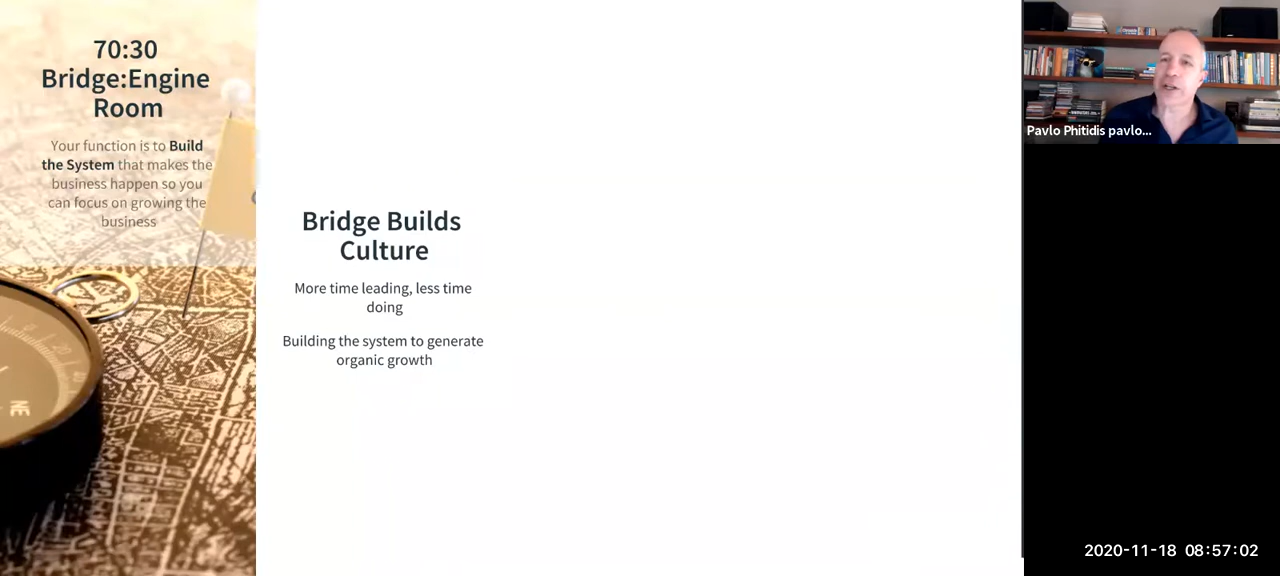 70:30
Bridge:Engine
Room
Your function is to Build
the System that makes the
business happen so you
can focus on growing the
business
NE
Bridge Builds
Culture
More time leading, less time
doing
Building the system to generate
organic growth
Pavlo Phitidis pavlo...
2020-11-18 08:57:02